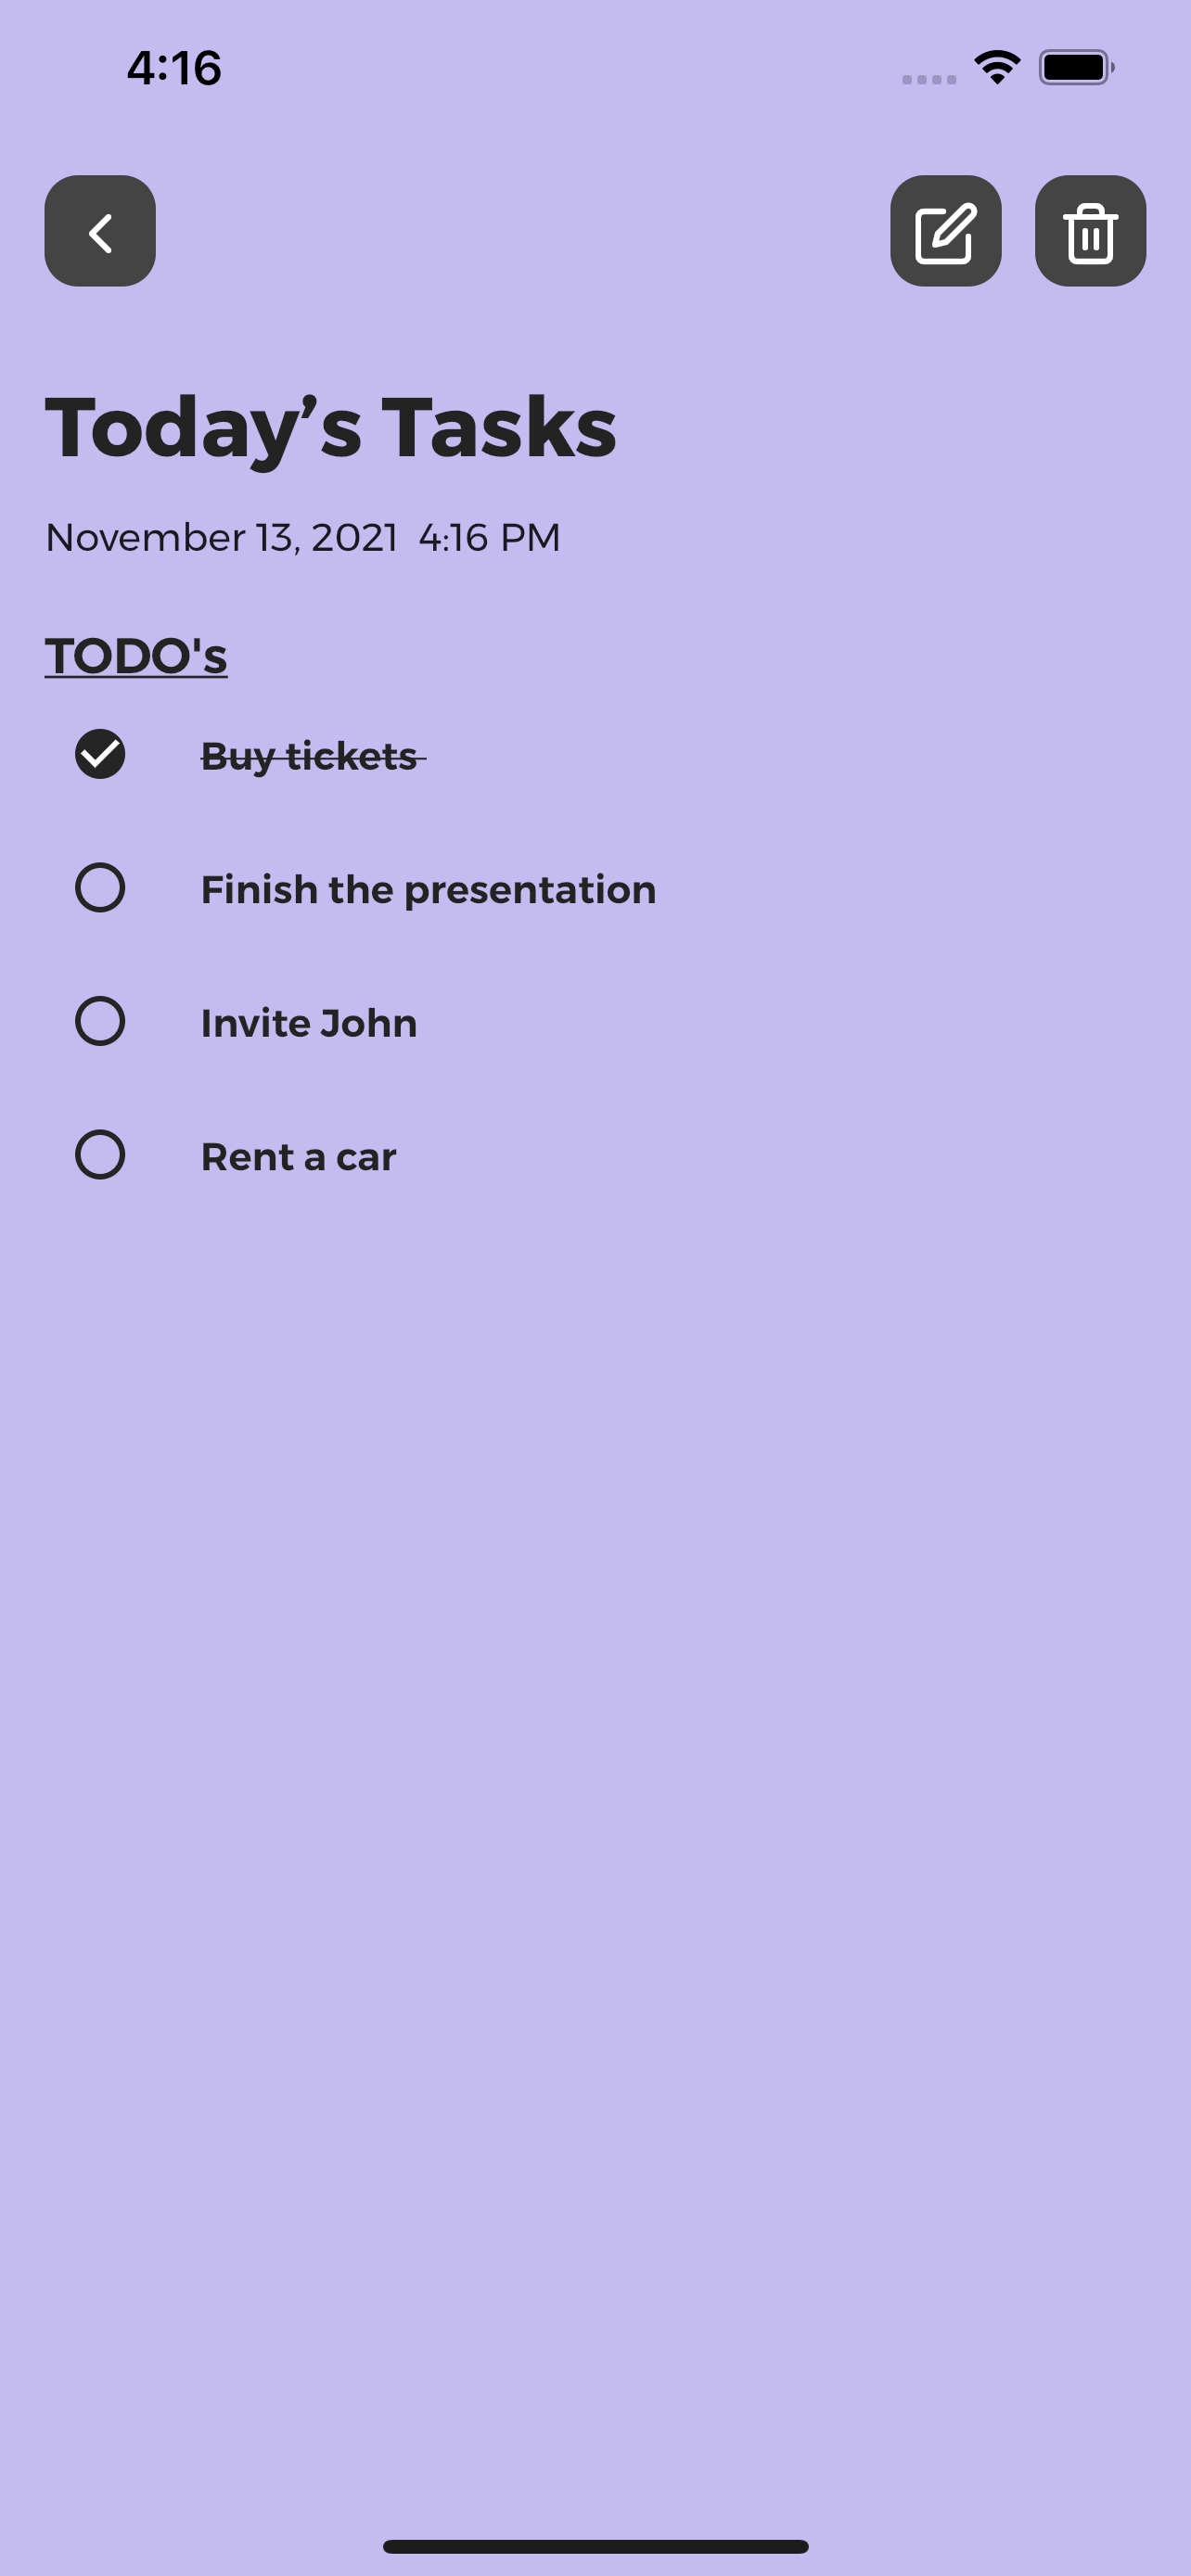 4:16
Today’s Tasks
November 13, 2021  4:16 PM
TODO's
Buy tickets
Finish the presentation
Invite John
Rent a car